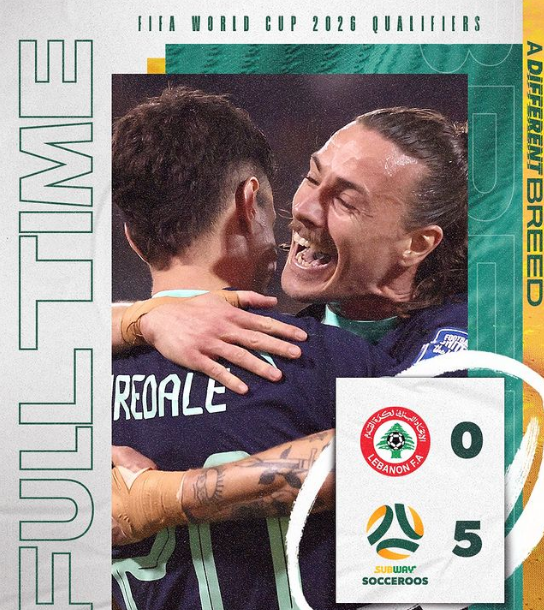 FIFA WORLD CUP 2026 QUALIFIERS
FULL TIME
A DIFFERENT BREED
REDALE
0
LEBANON F.A
5
SUBWAY
SOCCEROOS